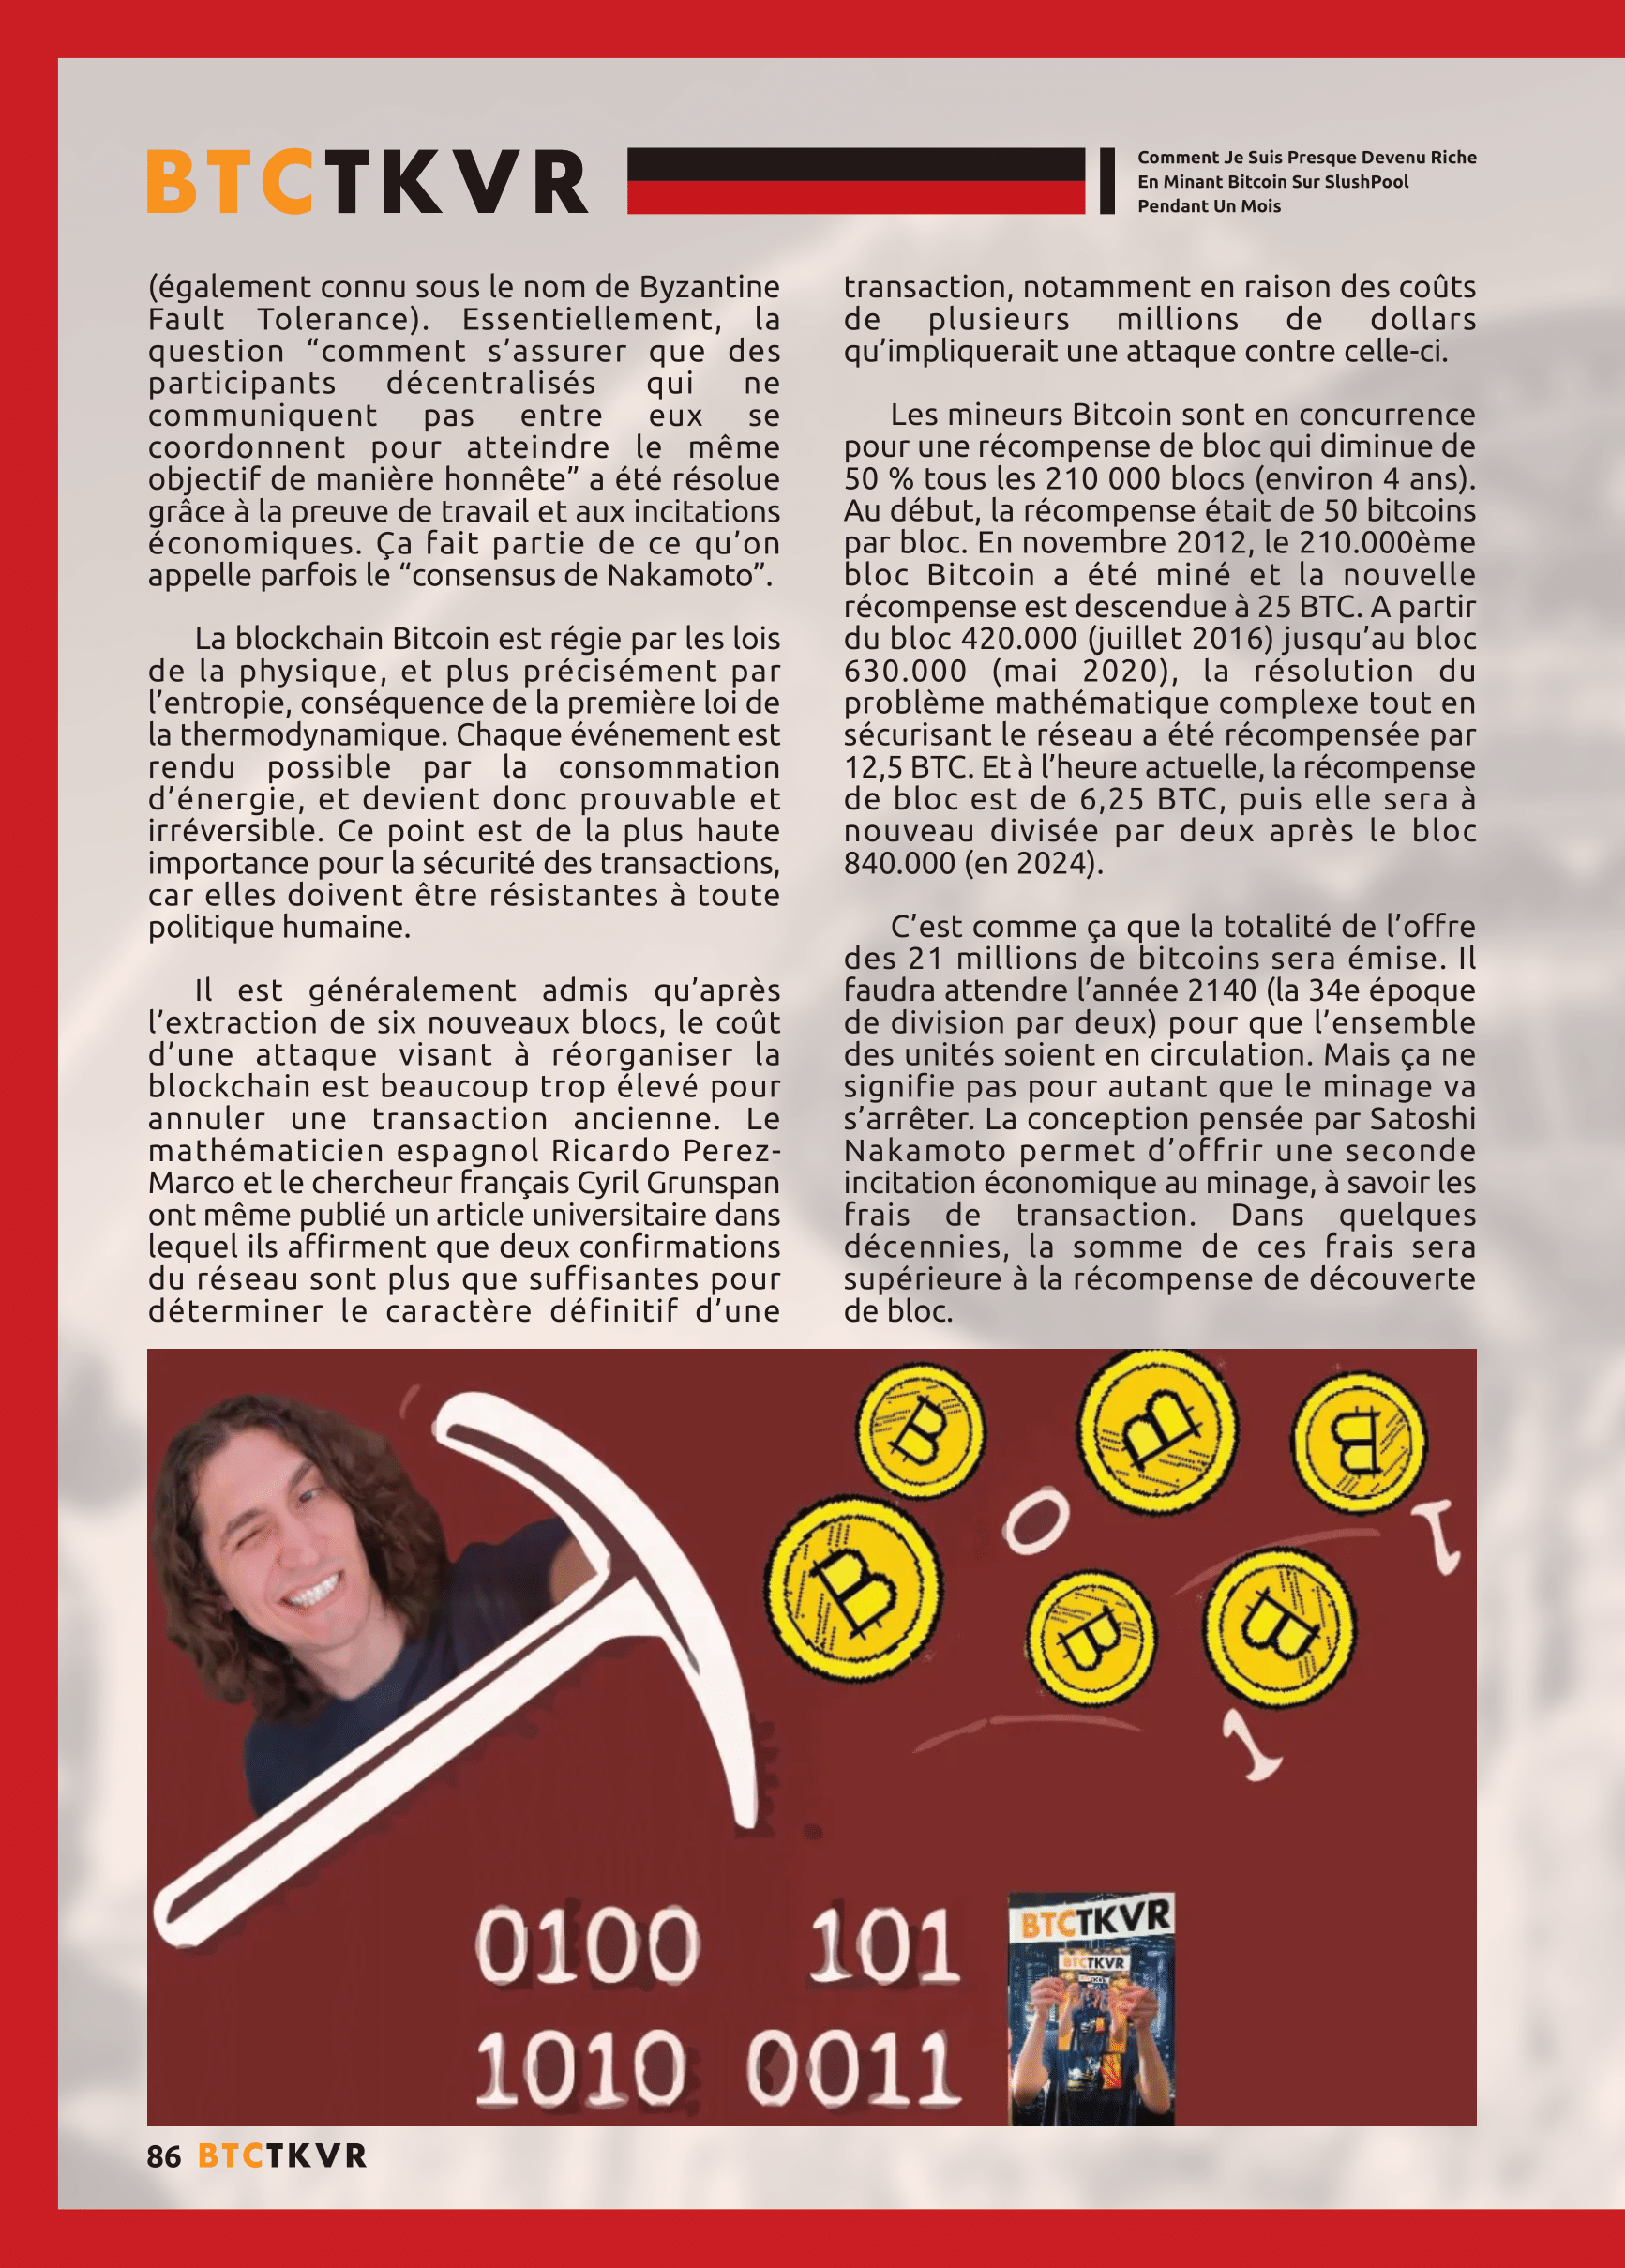 BTCTKVR
Comment Je Suis Presque Devenu Riche
En Minant Bitcoin Sur SlushPool
Pendant Un Mois
(également connu sous le nom de Byzantine
Fault Tolerance). Essentiellement, la
question “comment s’assurer que des
participants décentralisés qui ne
communiquent pas entre eux se
coordonnent pour atteindre le même
objectif de manière honnête” a été résolue
grâce à la preuve de travail et aux incitations
économiques. Ça fait partie de ce qu’on
appelle parfois le “consensus de Nakamoto”.
La blockchain Bitcoin est régie par les lois
de la physique, et plus précisément par
l’entropie, conséquence de la première loi de
la thermodynamique. Chaque événement est
rendu possible par la consommation
d’énergie, et devient donc prouvable et
irréversible. Ce point est de la plus haute
importance pour la sécurité des transactions,
car elles doivent être résistantes à toute
politique humaine.
Il est généralement admis qu’après
l’extraction de six nouveaux blocs, le coût
d’une attaque visant à réorganiser la
blockchain est beaucoup trop élevé pour
annuler une transaction ancienne. Le
mathématicien espagnol Ricardo Perez-
Marco et le chercheur français Cyril Grunspan
ont même publié un article universitaire dans
lequel ils affirment que deux confirmations
du réseau sont plus que suffisantes pour
déterminer le caractère définitif d’une
transaction, notamment en raison des coûts
de plusieurs millions de dollars
qu’impliquerait une attaque contre celle-ci.
Les mineurs Bitcoin sont en concurrence
pour une récompense de bloc qui diminue de
50 % tous les 210 000 blocs (environ 4 ans).
Au début, la récompense était de 50 bitcoins
par bloc. En novembre 2012, le 210.000ème
bloc Bitcoin a été miné et la nouvelle
récompense est descendue à 25 BTC. A partir
du bloc 420.000 (juillet 2016) jusqu’au bloc
630.000 (mai 2020), la résolution du
problème mathématique complexe tout en
sécurisant le réseau a été récompensée par
12,5 BTC. Et à l’heure actuelle, la récompense
de bloc est de 6,25 BTC, puis elle sera à
nouveau divisée par deux après le bloc
840.000 (en 2024).
C’est comme ça que la totalité de l’offre
des 21 millions de bitcoins sera émise. Il
faudra attendre l’année 2140 (la 34e époque
de division par deux) pour que l’ensemble
des unités soient en circulation. Mais ça ne
signifie pas pour autant que le minage va
s’arrêter. La conception pensée par Satoshi
Nakamoto permet d’offrir une seconde
incitation économique au minage, à savoir les
frais de transaction. Dans quelques
décennies, la somme de ces frais sera
supérieure à la récompense de découverte
de bloc.
0
1
1
0100 101
1010 0011
BTCTKVR
BTCTKVR
86 BTCTKVR